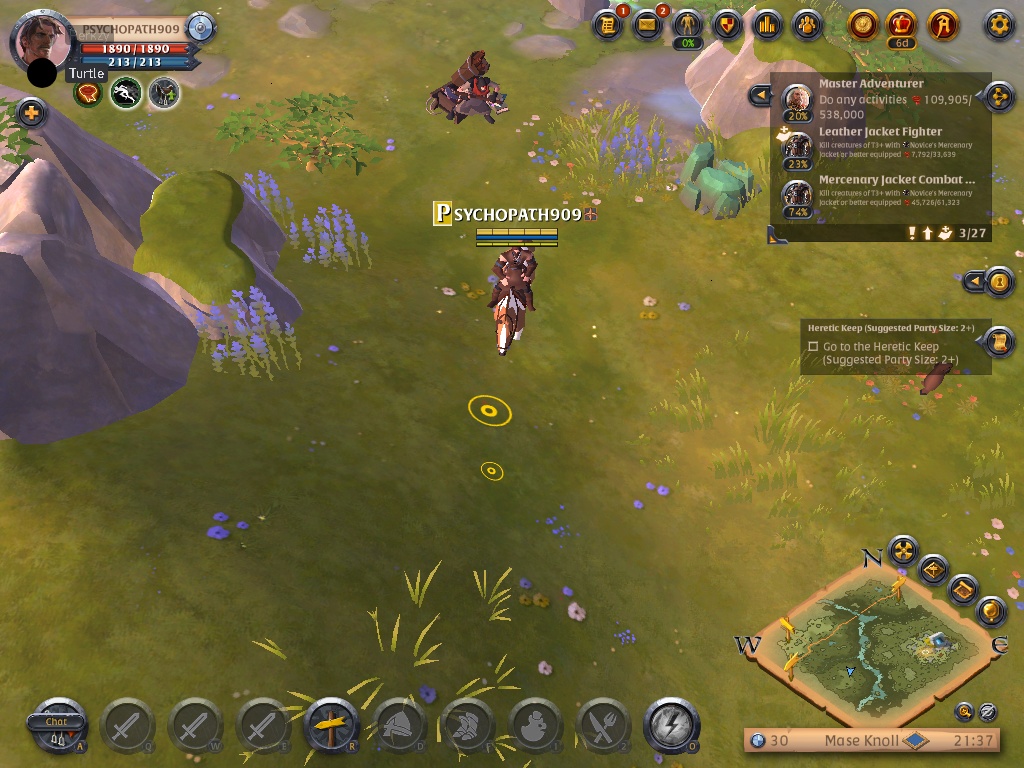 PSYCHOPATH909
1890 / 1890
213 / 213
Turtle
1
2
0%
6d
Master Adventurer
Do any activities 109,905/
538,000
20%
Leather Jacket Fighter
Kill creatures of T3+ with Novice's Mercenary
Jacket or better equipped 7,792/33,639
23%
Mercenary Jacket Combat ...
Kill creatures of T3+ with Novice's Mercenary
Jacket or better equipped 45,726/61,323
74%
3/27
PSYCHOPATH909
Heretic Keep (Suggested Party Size: 2+)
Go to the Heretic Keep
(Suggested Party Size: 2+)
N
W
E
Chat
A
Q
W
E
R
D
F
1
2
O
30 Mase Knoll 21:37